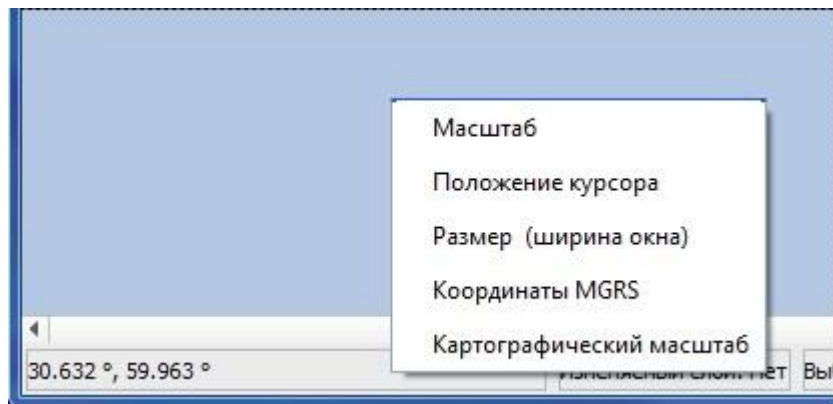 Масштаб
Положение курсора
Размер (ширина окна)
Координаты MGRS
Картографический масштаб
30.632 °, 59.963 °